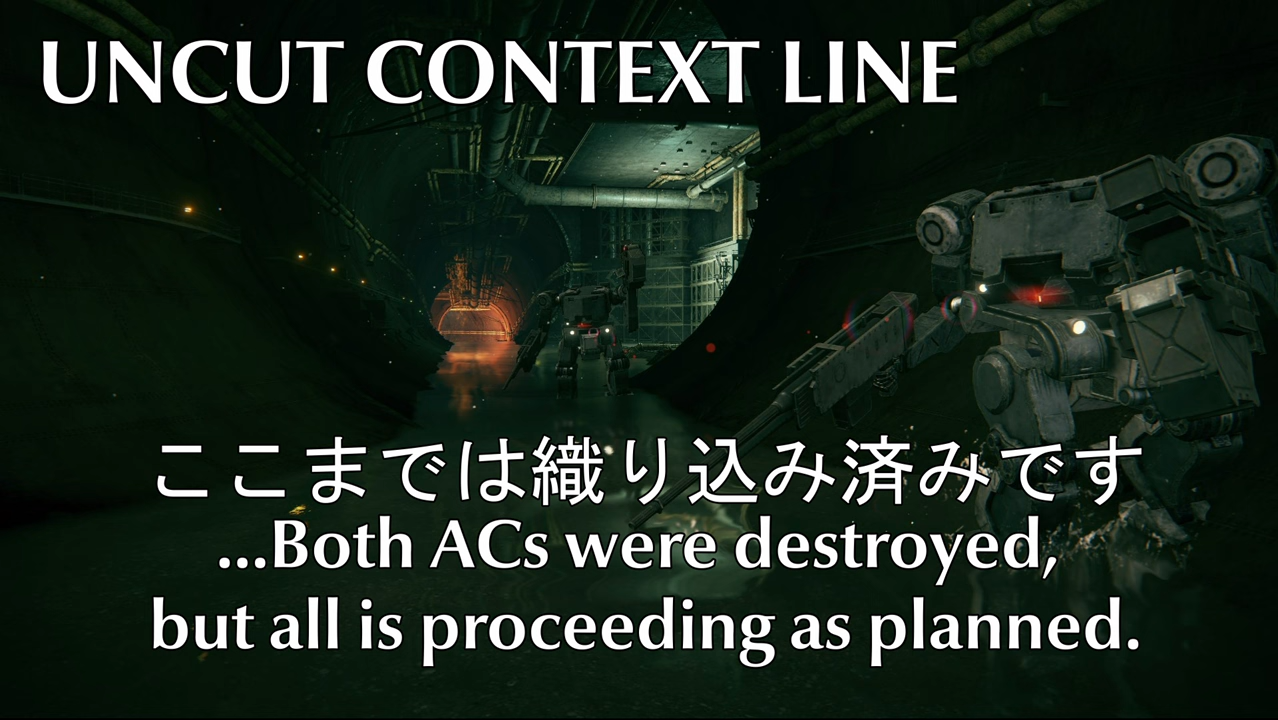 UNCUT CONTEXT LINE
ここまでは織り込み済みです
...Both ACs were destroyed,
but all is proceeding as planned.